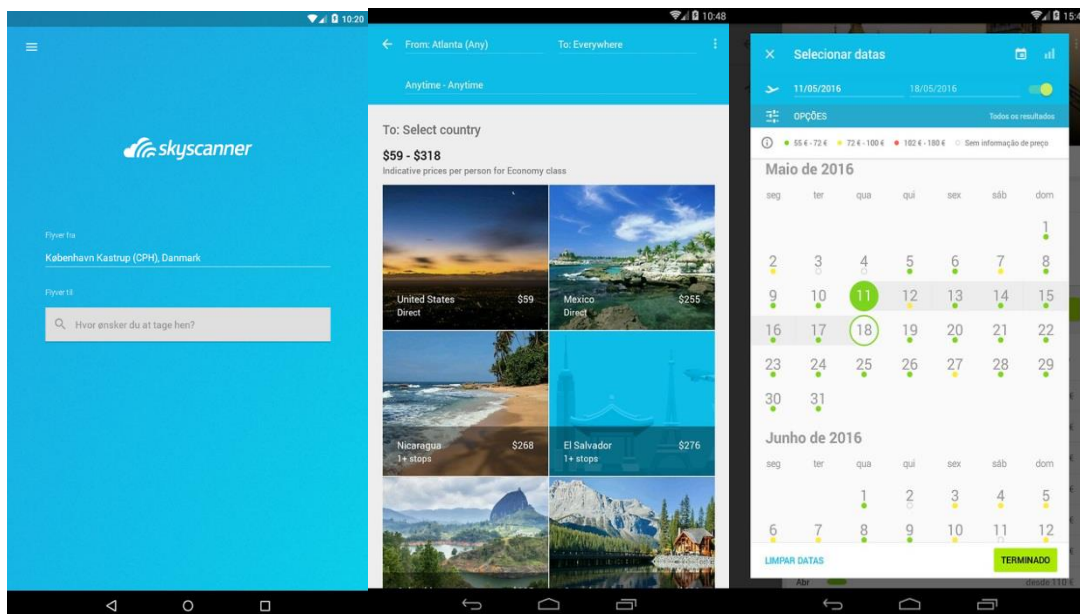 10:20
skyscanner
Flyver fra
København Kastrup (CPH), Danmark
Flyver til
Hvor ønsker du at tage hen?
10:48
From: Atlanta (Any) To: Everywhere
Anytime - Anytime
To: Select country
$59 - $318
Indicative prices per person for Economy class
United States $59
Direct
Mexico $255
Direct
Nicaragua $268
1+ stops
El Salvador $276
1+ stops
15:4
Selecionar datas
11/05/2016 18/05/2016
OPÇÕES Todos os resultados
55 € - 72 € 72 € - 100 € 102 € - 180 € Sem informação de preço
Maio de 2016
seg ter qua qui sex sáb dom
1
2 3 4 5 6 7 8
9 10 11 12 13 14 15
16 17 18 19 20 21 22
23 24 25 26 27 28 29
30 31
Junho de 2016
seg ter qua qui sex sáb dom
1 2 3 4 5
6 7 8 9 10 11 12
LIMPAR DATAS TERMINADO
Abr desde 110 €